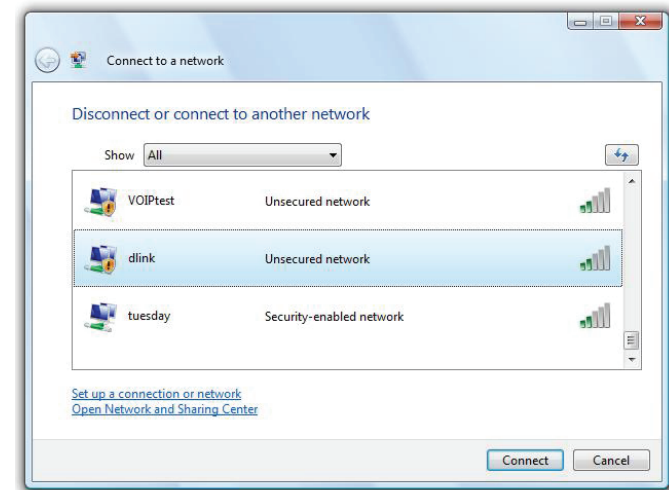 Connect to a network
Disconnect or connect to another network
Show All
VOIPtest Unsecured network
dlink Unsecured network
tuesday Security-enabled network
Set up a connection or network
Open Network and Sharing Center
Connect Cancel